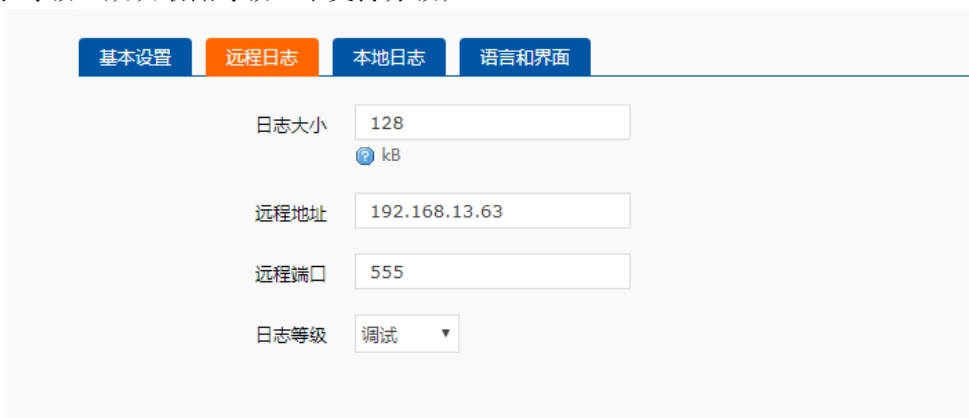 基本设置 远程日志 本地日志 语言和界面
日志大小 128
kB
远程地址 192.168.13.63
远程端口 555
日志等级 调试